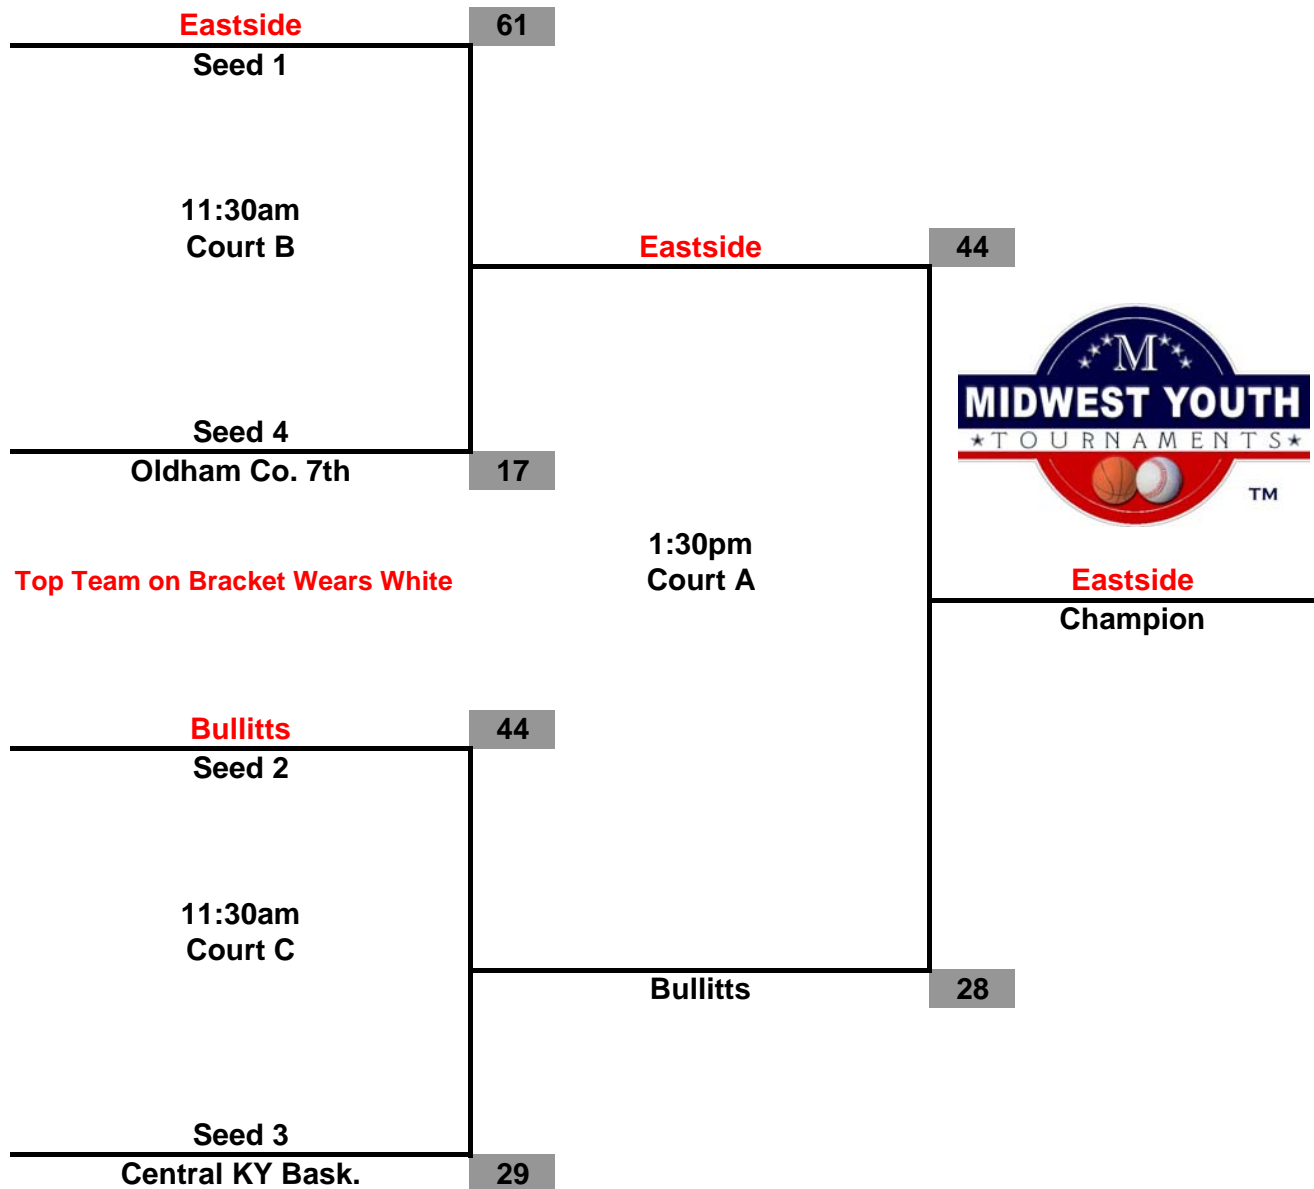 Eastside 61
Seed 1
11:30am
Court B
Eastside 44
M
MIDWEST YOUTH
★TOURNAMENTS★
TM
Seed 4
Oldham Co. 7th 17
1:30pm
Top Team on Bracket Wears White Court A Eastside
Champion
Bullitts 44
Seed 2
11:30am
Court C
Bullitts 28
Seed 3
Central KY Bask. 29